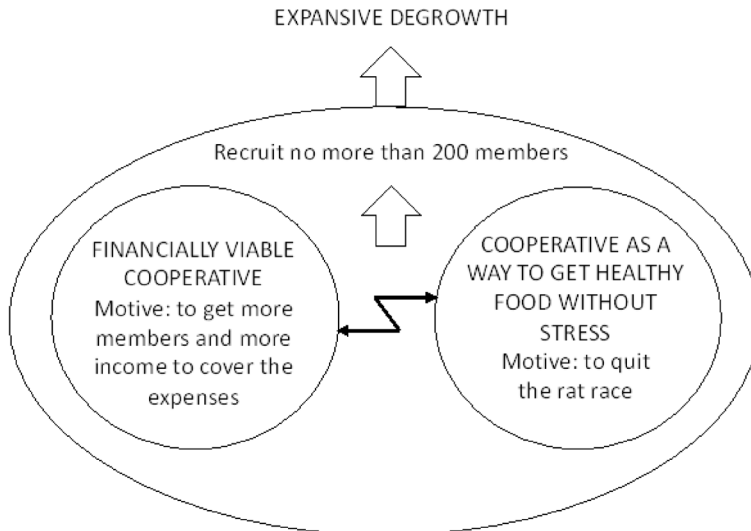 EXPANSIVE DEGROWTH
Recruit no more than 200 members
FINANCIALLY VIABLE
COOPERATIVE
Motive: to get more
members and more
income to cover the
expenses
COOPERATIVE AS A
WAY TO GET HEALTHY
FOOD WITHOUT
STRESS
Motive: to quit
the rat race